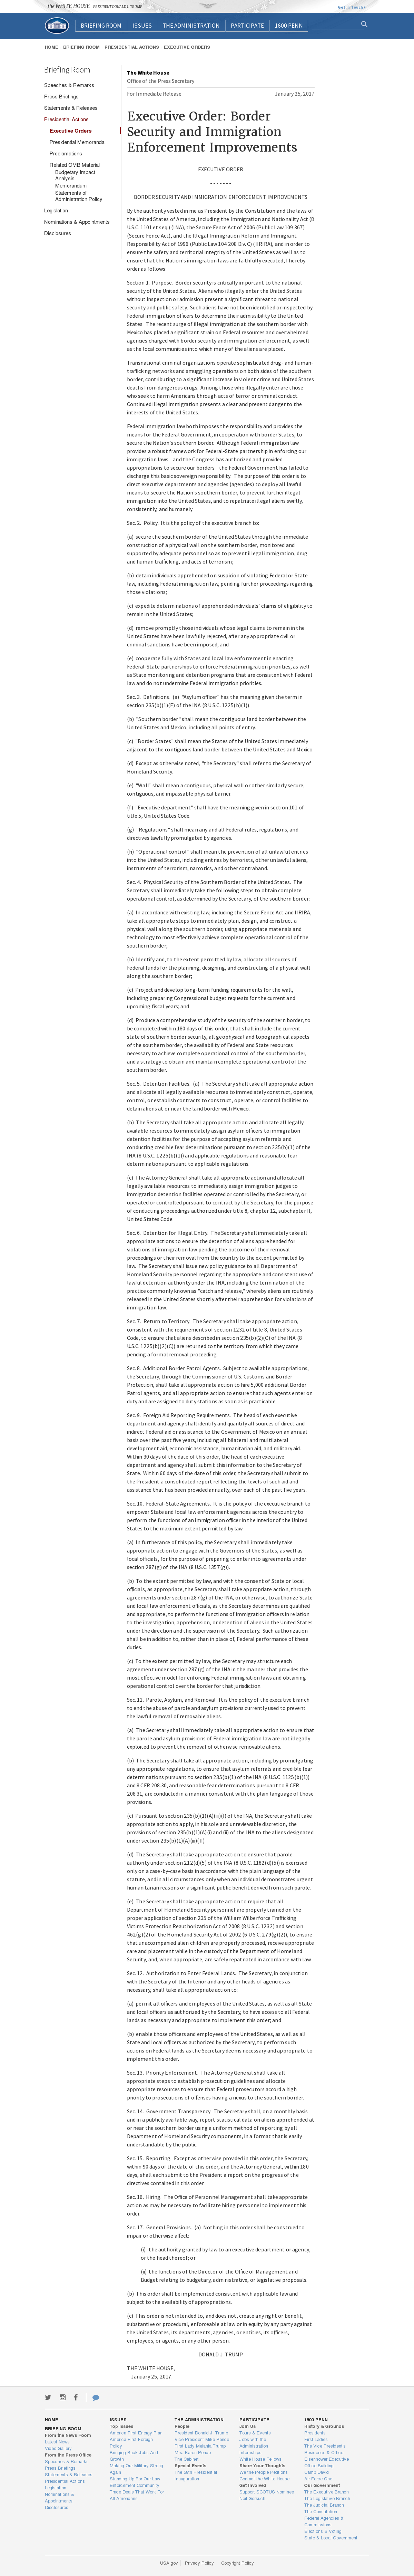 the WHITE HOUSE PRESIDENT DONALD J. TRUMP
Get in Touch
BRIEFING ROOM ISSUES THE ADMINISTRATION PARTICIPATE 1600 PENN
HOME · BRIEFING ROOM · PRESIDENTIAL ACTIONS · EXECUTIVE ORDERS
Briefing Room
Speeches & Remarks
Press Briefings
Statements & Releases
Presidential Actions
Executive Orders
Presidential Memoranda
Proclamations
Related OMB Material
Budgetary Impact
Analysis
Memorandum
Statements of
Administration Policy
Legislation
Nominations & Appointments
Disclosures
The White House
Office of the Press Secretary
For Immediate Release January 25, 2017
Executive Order: Border
Security and Immigration
Enforcement Improvements
EXECUTIVE ORDER
- - - - - - -
BORDER SECURITY AND IMMIGRATION ENFORCEMENT IMPROVEMENTS
By the authority vested in me as President by the Constitution and the laws of
the United States of America, including the Immigration and Nationality Act (8
U.S.C. 1101 et seq.) (INA), the Secure Fence Act of 2006 (Public Law 109 367)
(Secure Fence Act), and the Illegal Immigration Reform and Immigrant
Responsibility Act of 1996 (Public Law 104 208 Div. C) (IIRIRA), and in order to
ensure the safety and territorial integrity of the United States as well as to
ensure that the Nation's immigration laws are faithfully executed, I hereby
order as follows:
Section 1. Purpose. Border security is critically important to the national
security of the United States. Aliens who illegally enter the United States
without inspection or admission present a significant threat to national
security and public safety. Such aliens have not been identified or inspected by
Federal immigration officers to determine their admissibility to the United
States. The recent surge of illegal immigration at the southern border with
Mexico has placed a significant strain on Federal resources and overwhelmed
agencies charged with border security and immigration enforcement, as well
as the local communities into which many of the aliens are placed.
Transnational criminal organizations operate sophisticated drug- and human-
trafficking networks and smuggling operations on both sides of the southern
border, contributing to a significant increase in violent crime and United States
deaths from dangerous drugs. Among those who illegally enter are those who
seek to harm Americans through acts of terror or criminal conduct.
Continued illegal immigration presents a clear and present danger to the
interests of the United States.
Federal immigration law both imposes the responsibility and provides the
means for the Federal Government, in cooperation with border States, to
secure the Nation's southern border. Although Federal immigration law
provides a robust framework for Federal-State partnership in enforcing our
immigration laws and the Congress has authorized and provided
appropriations to secure our borders the Federal Government has failed to
discharge this basic sovereign responsibility. The purpose of this order is to
direct executive departments and agencies (agencies) to deploy all lawful
means to secure the Nation's southern border, to prevent further illegal
immigration into the United States, and to repatriate illegal aliens swiftly,
consistently, and humanely.
Sec. 2. Policy. It is the policy of the executive branch to:
(a) secure the southern border of the United States through the immediate
construction of a physical wall on the southern border, monitored and
supported by adequate personnel so as to prevent illegal immigration, drug
and human trafficking, and acts of terrorism;
(b) detain individuals apprehended on suspicion of violating Federal or State
law, including Federal immigration law, pending further proceedings regarding
those violations;
(c) expedite determinations of apprehended individuals' claims of eligibility to
remain in the United States;
(d) remove promptly those individuals whose legal claims to remain in the
United States have been lawfully rejected, after any appropriate civil or
criminal sanctions have been imposed; and
(e) cooperate fully with States and local law enforcement in enacting
Federal-State partnerships to enforce Federal immigration priorities, as well
as State monitoring and detention programs that are consistent with Federal
law and do not undermine Federal immigration priorities.
Sec. 3. Definitions. (a) "Asylum officer" has the meaning given the term in
section 235(b)(1)(E) of the INA (8 U.S.C. 1225(b)(1)).
(b) "Southern border" shall mean the contiguous land border between the
United States and Mexico, including all points of entry.
(c) "Border States" shall mean the States of the United States immediately
adjacent to the contiguous land border between the United States and Mexico.
(d) Except as otherwise noted, "the Secretary" shall refer to the Secretary of
Homeland Security.
(e) "Wall" shall mean a contiguous, physical wall or other similarly secure,
contiguous, and impassable physical barrier.
(f) "Executive department" shall have the meaning given in section 101 of
title 5, United States Code.
(g) "Regulations" shall mean any and all Federal rules, regulations, and
directives lawfully promulgated by agencies.
(h) "Operational control" shall mean the prevention of all unlawful entries
into the United States, including entries by terrorists, other unlawful aliens,
instruments of terrorism, narcotics, and other contraband.
Sec. 4. Physical Security of the Southern Border of the United States. The
Secretary shall immediately take the following steps to obtain complete
operational control, as determined by the Secretary, of the southern border:
(a) In accordance with existing law, including the Secure Fence Act and IIRIRA,
take all appropriate steps to immediately plan, design, and construct a
physical wall along the southern border, using appropriate materials and
technology to most effectively achieve complete operational control of the
southern border;
(b) Identify and, to the extent permitted by law, allocate all sources of
Federal funds for the planning, designing, and constructing of a physical wall
along the southern border;
(c) Project and develop long-term funding requirements for the wall,
including preparing Congressional budget requests for the current and
upcoming fiscal years; and
(d) Produce a comprehensive study of the security of the southern border, to
be completed within 180 days of this order, that shall include the current
state of southern border security, all geophysical and topographical aspects
of the southern border, the availability of Federal and State resources
necessary to achieve complete operational control of the southern border,
and a strategy to obtain and maintain complete operational control of the
southern border.
Sec. 5. Detention Facilities. (a) The Secretary shall take all appropriate action
and allocate all legally available resources to immediately construct, operate,
control, or establish contracts to construct, operate, or control facilities to
detain aliens at or near the land border with Mexico.
(b) The Secretary shall take all appropriate action and allocate all legally
available resources to immediately assign asylum officers to immigration
detention facilities for the purpose of accepting asylum referrals and
conducting credible fear determinations pursuant to section 235(b)(1) of the
INA (8 U.S.C. 1225(b)(1)) and applicable regulations and reasonable fear
determinations pursuant to applicable regulations.
(c) The Attorney General shall take all appropriate action and allocate all
legally available resources to immediately assign immigration judges to
immigration detention facilities operated or controlled by the Secretary, or
operated or controlled pursuant to contract by the Secretary, for the purpose
of conducting proceedings authorized under title 8, chapter 12, subchapter II,
United States Code.
Sec. 6. Detention for Illegal Entry. The Secretary shall immediately take all
appropriate actions to ensure the detention of aliens apprehended for
violations of immigration law pending the outcome of their removal
proceedings or their removal from the country to the extent permitted by
law. The Secretary shall issue new policy guidance to all Department of
Homeland Security personnel regarding the appropriate and consistent use
of lawful detention authority under the INA, including the termination of the
practice commonly known as "catch and release," whereby aliens are routinely
released in the United States shortly after apprehension for violations of
immigration law.
Sec. 7. Return to Territory. The Secretary shall take appropriate action,
consistent with the requirements of section 1232 of title 8, United States
Code, to ensure that aliens described in section 235(b)(2)(C) of the INA (8
U.S.C. 1225(b)(2)(C)) are returned to the territory from which they came
pending a formal removal proceeding.
Sec. 8. Additional Border Patrol Agents. Subject to available appropriations,
the Secretary, through the Commissioner of U.S. Customs and Border
Protection, shall take all appropriate action to hire 5,000 additional Border
Patrol agents, and all appropriate action to ensure that such agents enter on
duty and are assigned to duty stations as soon as is practicable.
Sec. 9. Foreign Aid Reporting Requirements. The head of each executive
department and agency shall identify and quantify all sources of direct and
indirect Federal aid or assistance to the Government of Mexico on an annual
basis over the past five years, including all bilateral and multilateral
development aid, economic assistance, humanitarian aid, and military aid.
Within 30 days of the date of this order, the head of each executive
department and agency shall submit this information to the Secretary of
State. Within 60 days of the date of this order, the Secretary shall submit to
the President a consolidated report reflecting the levels of such aid and
assistance that has been provided annually, over each of the past five years.
Sec. 10. Federal-State Agreements. It is the policy of the executive branch to
empower State and local law enforcement agencies across the country to
perform the functions of an immigration officer in the interior of the United
States to the maximum extent permitted by law.
(a) In furtherance of this policy, the Secretary shall immediately take
appropriate action to engage with the Governors of the States, as well as
local officials, for the purpose of preparing to enter into agreements under
section 287(g) of the INA (8 U.S.C. 1357(g)).
(b) To the extent permitted by law, and with the consent of State or local
officials, as appropriate, the Secretary shall take appropriate action, through
agreements under section 287(g) of the INA, or otherwise, to authorize State
and local law enforcement officials, as the Secretary determines are qualified
and appropriate, to perform the functions of immigration officers in relation
to the investigation, apprehension, or detention of aliens in the United States
under the direction and the supervision of the Secretary. Such authorization
shall be in addition to, rather than in place of, Federal performance of these
duties.
(c) To the extent permitted by law, the Secretary may structure each
agreement under section 287(g) of the INA in the manner that provides the
most effective model for enforcing Federal immigration laws and obtaining
operational control over the border for that jurisdiction.
Sec. 11. Parole, Asylum, and Removal. It is the policy of the executive branch
to end the abuse of parole and asylum provisions currently used to prevent
the lawful removal of removable aliens.
(a) The Secretary shall immediately take all appropriate action to ensure that
the parole and asylum provisions of Federal immigration law are not illegally
exploited to prevent the removal of otherwise removable aliens.
(b) The Secretary shall take all appropriate action, including by promulgating
any appropriate regulations, to ensure that asylum referrals and credible fear
determinations pursuant to section 235(b)(1) of the INA (8 U.S.C. 1125(b)(1))
and 8 CFR 208.30, and reasonable fear determinations pursuant to 8 CFR
208.31, are conducted in a manner consistent with the plain language of those
provisions.
(c) Pursuant to section 235(b)(1)(A)(iii)(I) of the INA, the Secretary shall take
appropriate action to apply, in his sole and unreviewable discretion, the
provisions of section 235(b)(1)(A)(i) and (ii) of the INA to the aliens designated
under section 235(b)(1)(A)(iii)(II).
(d) The Secretary shall take appropriate action to ensure that parole
authority under section 212(d)(5) of the INA (8 U.S.C. 1182(d)(5)) is exercised
only on a case-by-case basis in accordance with the plain language of the
statute, and in all circumstances only when an individual demonstrates urgent
humanitarian reasons or a significant public benefit derived from such parole.
(e) The Secretary shall take appropriate action to require that all
Department of Homeland Security personnel are properly trained on the
proper application of section 235 of the William Wilberforce Trafficking
Victims Protection Reauthorization Act of 2008 (8 U.S.C. 1232) and section
462(g)(2) of the Homeland Security Act of 2002 (6 U.S.C. 279(g)(2)), to ensure
that unaccompanied alien children are properly processed, receive
appropriate care and placement while in the custody of the Department of
Homeland Security, and, when appropriate, are safely repatriated in
accordance with law.
Sec. 12. Authorization to Enter Federal Lands. The Secretary, in conjunction
with the Secretary of the Interior and any other heads of agencies as
necessary, shall take all appropriate action to:
(a) permit all officers and employees of the United States, as well as all State
and local officers as authorized by the Secretary, to have access to all Federal
lands as necessary and appropriate to implement this order; and
(b) enable those officers and employees of the United States, as well as all
State and local officers as authorized by the Secretary, to perform such
actions on Federal lands as the Secretary deems necessary and appropriate to
implement this order.
Sec. 13. Priority Enforcement. The Attorney General shall take all
appropriate steps to establish prosecution guidelines and allocate
appropriate resources to ensure that Federal prosecutors accord a high
priority to prosecutions of offenses having a nexus to the southern border.
Sec. 14. Government Transparency. The Secretary shall, on a monthly basis
and in a publicly available way, report statistical data on aliens apprehended at
or near the southern border using a uniform method of reporting by all
Department of Homeland Security components, in a format that is easily
understandable by the public.
Sec. 15. Reporting. Except as otherwise provided in this order, the Secretary,
within 90 days of the date of this order, and the Attorney General, within 180
days, shall each submit to the President a report on the progress of the
directives contained in this order.
Sec. 16. Hiring. The Office of Personnel Management shall take appropriate
action as may be necessary to facilitate hiring personnel to implement this
order.
Sec. 17. General Provisions. (a) Nothing in this order shall be construed to
impair or otherwise affect:
(i) the authority granted by law to an executive department or agency,
or the head thereof; or
(ii) the functions of the Director of the Office of Management and
Budget relating to budgetary, administrative, or legislative proposals.
(b) This order shall be implemented consistent with applicable law and
subject to the availability of appropriations.
(c) This order is not intended to, and does not, create any right or benefit,
substantive or procedural, enforceable at law or in equity by any party against
the United States, its departments, agencies, or entities, its officers,
employees, or agents, or any other person.
DONALD J. TRUMP
THE WHITE HOUSE,
January 25, 2017.
HOME
BRIEFING ROOM
From the News Room
Latest News
Video Gallery
From the Press Office
Speeches & Remarks
Press Briefings
Statements & Releases
Presidential Actions
Legislation
Nominations &
Appointments
Disclosures
ISSUES
Top Issues
America First Energy Plan
America First Foreign
Policy
Bringing Back Jobs And
Growth
Making Our Military Strong
Again
Standing Up For Our Law
Enforcement Community
Trade Deals That Work For
All Americans
THE ADMINISTRATION
People
President Donald J. Trump
Vice President Mike Pence
First Lady Melania Trump
Mrs. Karen Pence
The Cabinet
Special Events
The 58th Presidential
Inauguration
PARTICIPATE
Join Us
Tours & Events
Jobs with the
Administration
Internships
White House Fellows
Share Your Thoughts
We the People Petitions
Contact the White House
Get Involved
Support SCOTUS Nominee
Neil Gorsuch
1600 PENN
History & Grounds
Presidents
First Ladies
The Vice President's
Residence & Office
Eisenhower Executive
Office Building
Camp David
Air Force One
Our Government
The Executive Branch
The Legislative Branch
The Judicial Branch
The Constitution
Federal Agencies &
Commissions
Elections & Voting
State & Local Government
USA.gov Privacy Policy Copyright Policy